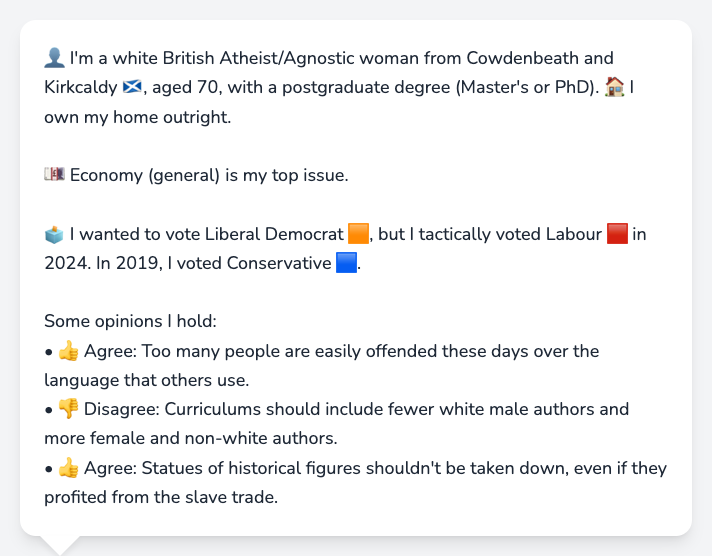 👤 I'm a white British Atheist/Agnostic woman from Cowdenbeath and
Kirkcaldy 🏴󠁧󠁢󠁳󠁣󠁴󠁿, aged 70, with a postgraduate degree (Master's or PhD). 🏠 I
own my home outright.
💷 Economy (general) is my top issue.
🗳️ I wanted to vote Liberal Democrat 🟧, but I tactically voted Labour 🟥 in
2024. In 2019, I voted Conservative 🟦.
Some opinions I hold:
• 👍 Agree: Too many people are easily offended these days over the
language that others use.
• 👎 Disagree: Curriculums should include fewer white male authors and
more female and non-white authors.
• 👍 Agree: Statues of historical figures shouldn't be taken down, even if they
profited from the slave trade.